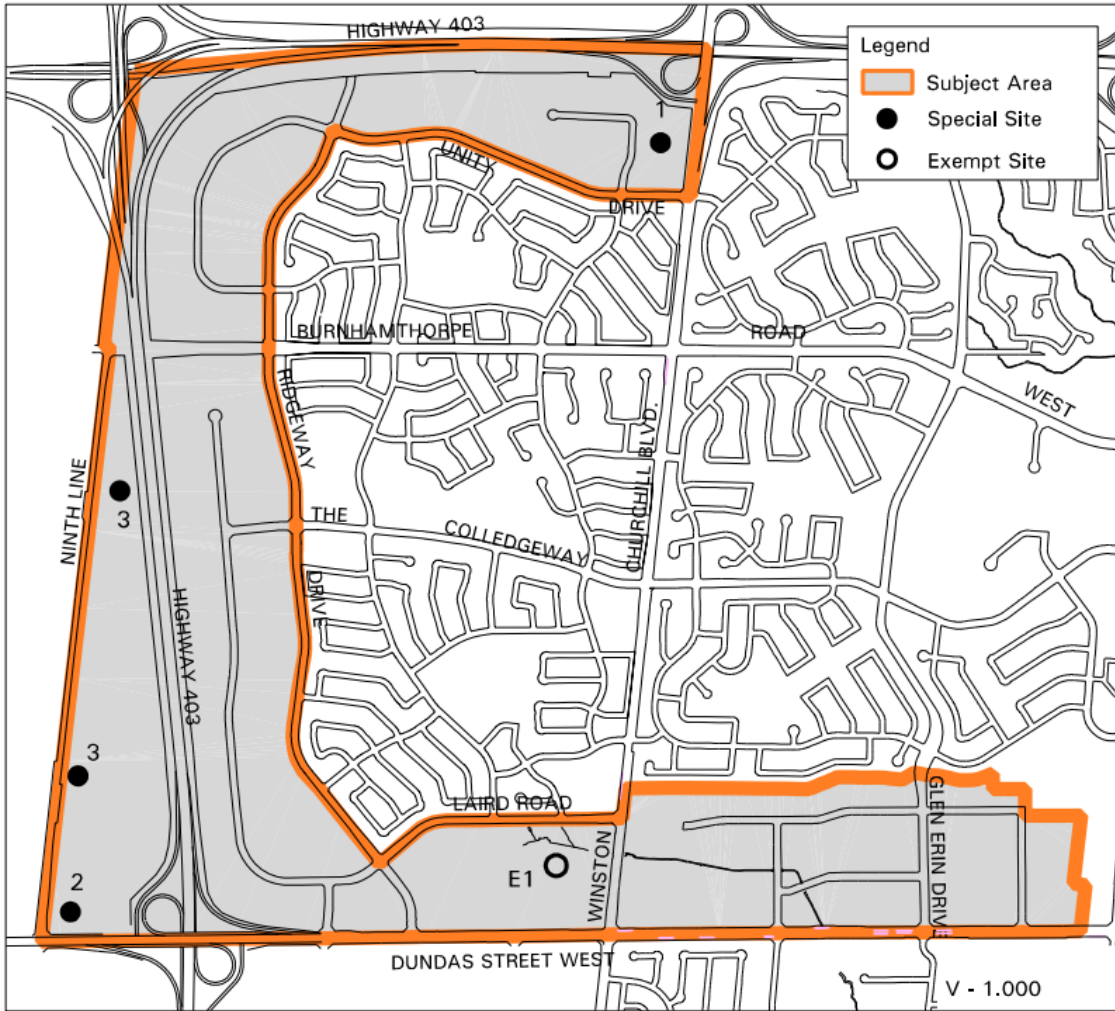 HIGHWAY 403
Legend
Subject Area
Special Site
Exempt Site
1
UNITY
DRIVE
BURNHAMTHORPE
ROAD
WEST
RIDGEWAY
CHURCHILL BLVD.
NINTH LINE
3
THE
COLLEDGEWAY
DRIVE
HIGHWAY 403
3
LAIRD ROAD
GLEN ERIN DRIVE
WINSTON
E1
2
DUNDAS STREET WEST
V - 1.000